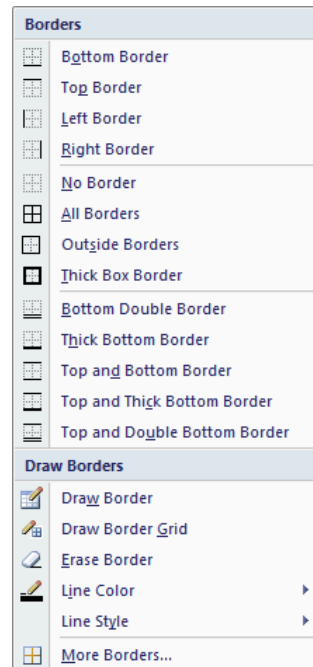 Borders
Bottom Border
Top Border
Left Border
Right Border
No Border
All Borders
Outside Borders
Thick Box Border
Bottom Double Border
Thick Bottom Border
Top and Bottom Border
Top and Thick Bottom Border
Top and Double Bottom Border
Draw Borders
Draw Border
Draw Border Grid
Erase Border
Line Color
Line Style
More Borders...